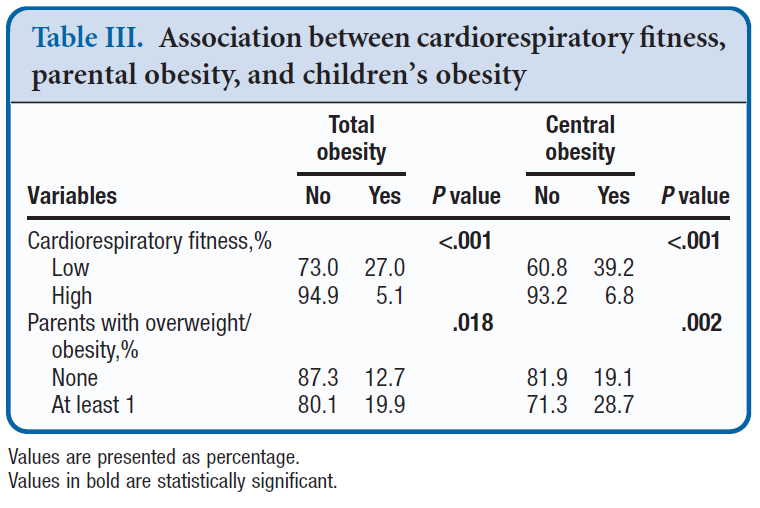 Table III. Association between cardiorespiratory fitness,
parental obesity, and children’s obesity
Total Central
obesity obesity
Variables No Yes P value No Yes P value
Cardiorespiratory fitness,% <.001 <.001
Low 73.0 27.0 60.8 39.2
High 94.9 5.1 93.2 6.8
Parents with overweight/ .018 .002
obesity,%
None 87.3 12.7 81.9 19.1
At least 1 80.1 19.9 71.3 28.7
Values are presented as percentage.
Values in bold are statistically significant.